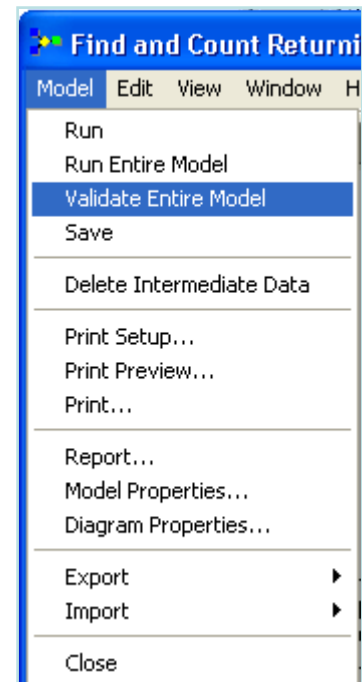 Find and Count Returni
Model Edit View Window H
Run
Run Entire Model
Validate Entire Model
Save
Delete Intermediate Data
Print Setup...
Print Preview...
Print...
Report...
Model Properties...
Diagram Properties...
Export
Import
Close